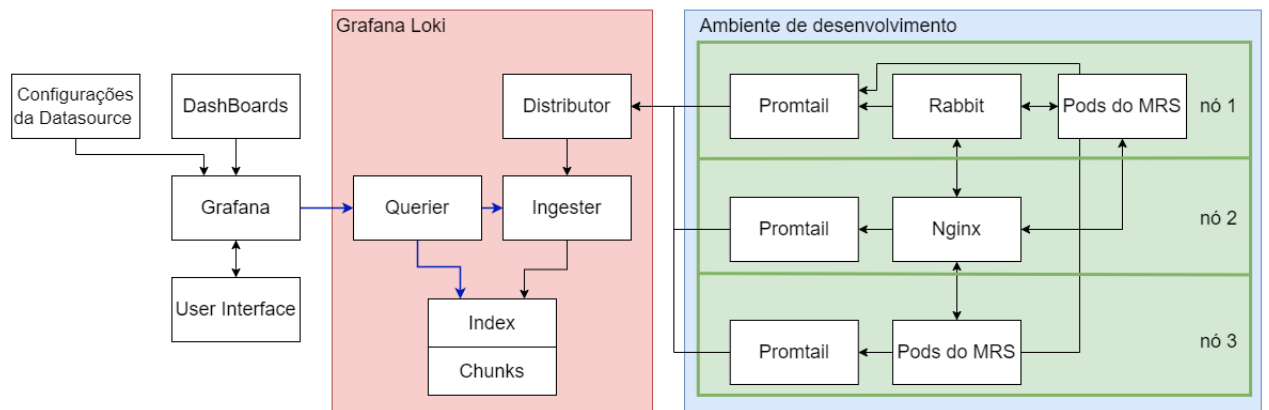 Grafana Loki
Ambiente de desenvolvimento
Configurações
da Datasource
DashBoards
Distributor
Promtail
Rabbit
Pods do MRS
nó 1
Grafana
Querier
Ingester
Promtail
Nginx
nó 2
User Interface
Index
Chunks
Promtail
Pods do MRS
nó 3